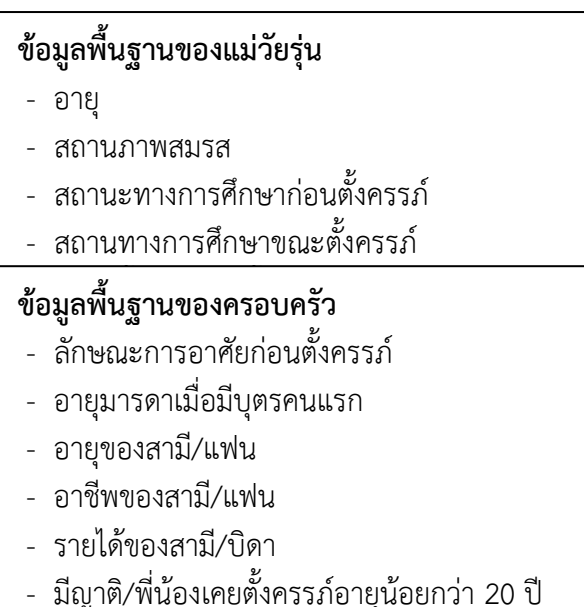 ข้อมูลพื้นฐานของแม่วัยรุ่น
- อายุ
- สถานภาพสมรส
- สถานะทางการศึกษาก่อนตั้งครรภ์
- สถานทางการศึกษาขณะตั้งครรภ์
ข้อมูลพื้นฐานของครอบครัว
- ลักษณะการอาศัยก่อนตั้งครรภ์
- อายุมารดาเมื่อมีบุตรคนแรก
- อายุของสามี/แฟน
- อาชีพของสามี/แฟน
- รายได้ของสามี/บิดา
- มีญาติ/พี่น้องเคยตั้งครรภ์อายุน้อยกว่า 20 ปี